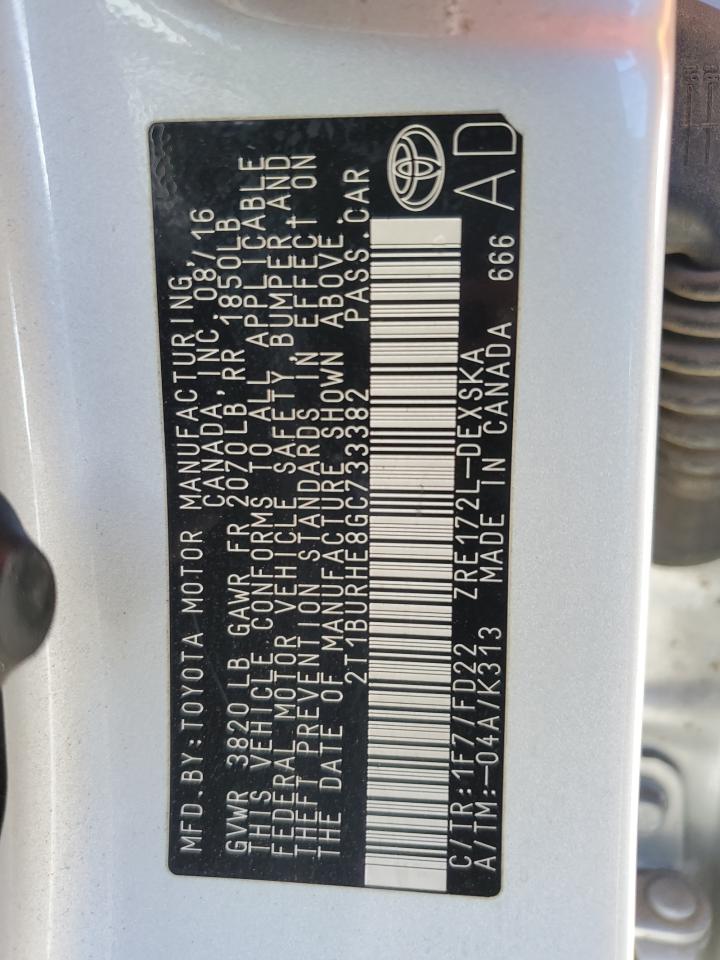 MFD.BY:TOYOTA MOTOR MANUFACTURING,
CANADA, INC. 08/16
GVWR 3820 LB GAWR FR 2070LB, RR 1850LB
THIS VEHICLE CONFORMS TO ALL APPLICABLE
FEDERAL MOTOR VEHICLE SAFETY, BUMPER, AND
THEFT PREVENTION STANDARDS IN EFFECT ON
THE DATE OF MANUFACTURE SHOWN ABOVE.
2T1BURHE8GC733382 PASS.CAR
C/TR:1F7/FD22 ZRE172L-DEXSKA
A/TM:-04A/K313 MADE IN CANADA 666
AD